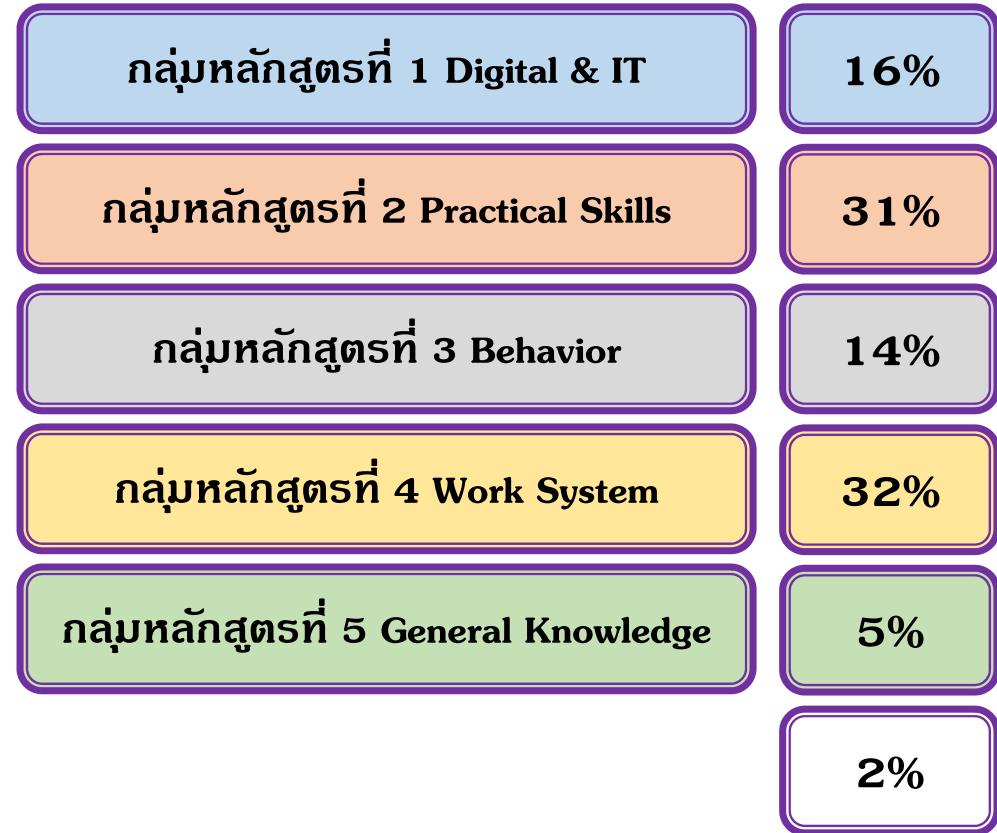 กลุ่มหลักสูตรที่ 1 Digital & IT 16%
กลุ่มหลักสูตรที่ 2 Practical Skills 31%
กลุ่มหลักสูตรที่ 3 Behavior 14%
กลุ่มหลักสูตรที่ 4 Work System 32%
กลุ่มหลักสูตรที่ 5 General Knowledge 5%
2%